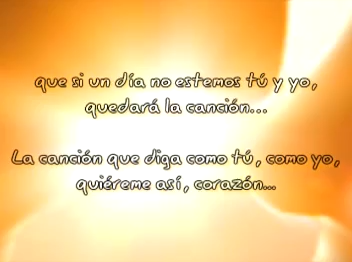 que si un día no estemos tú y yo,
quedará la canción...
La canción que diga como tú, como yo,
quiéreme así, corazón...